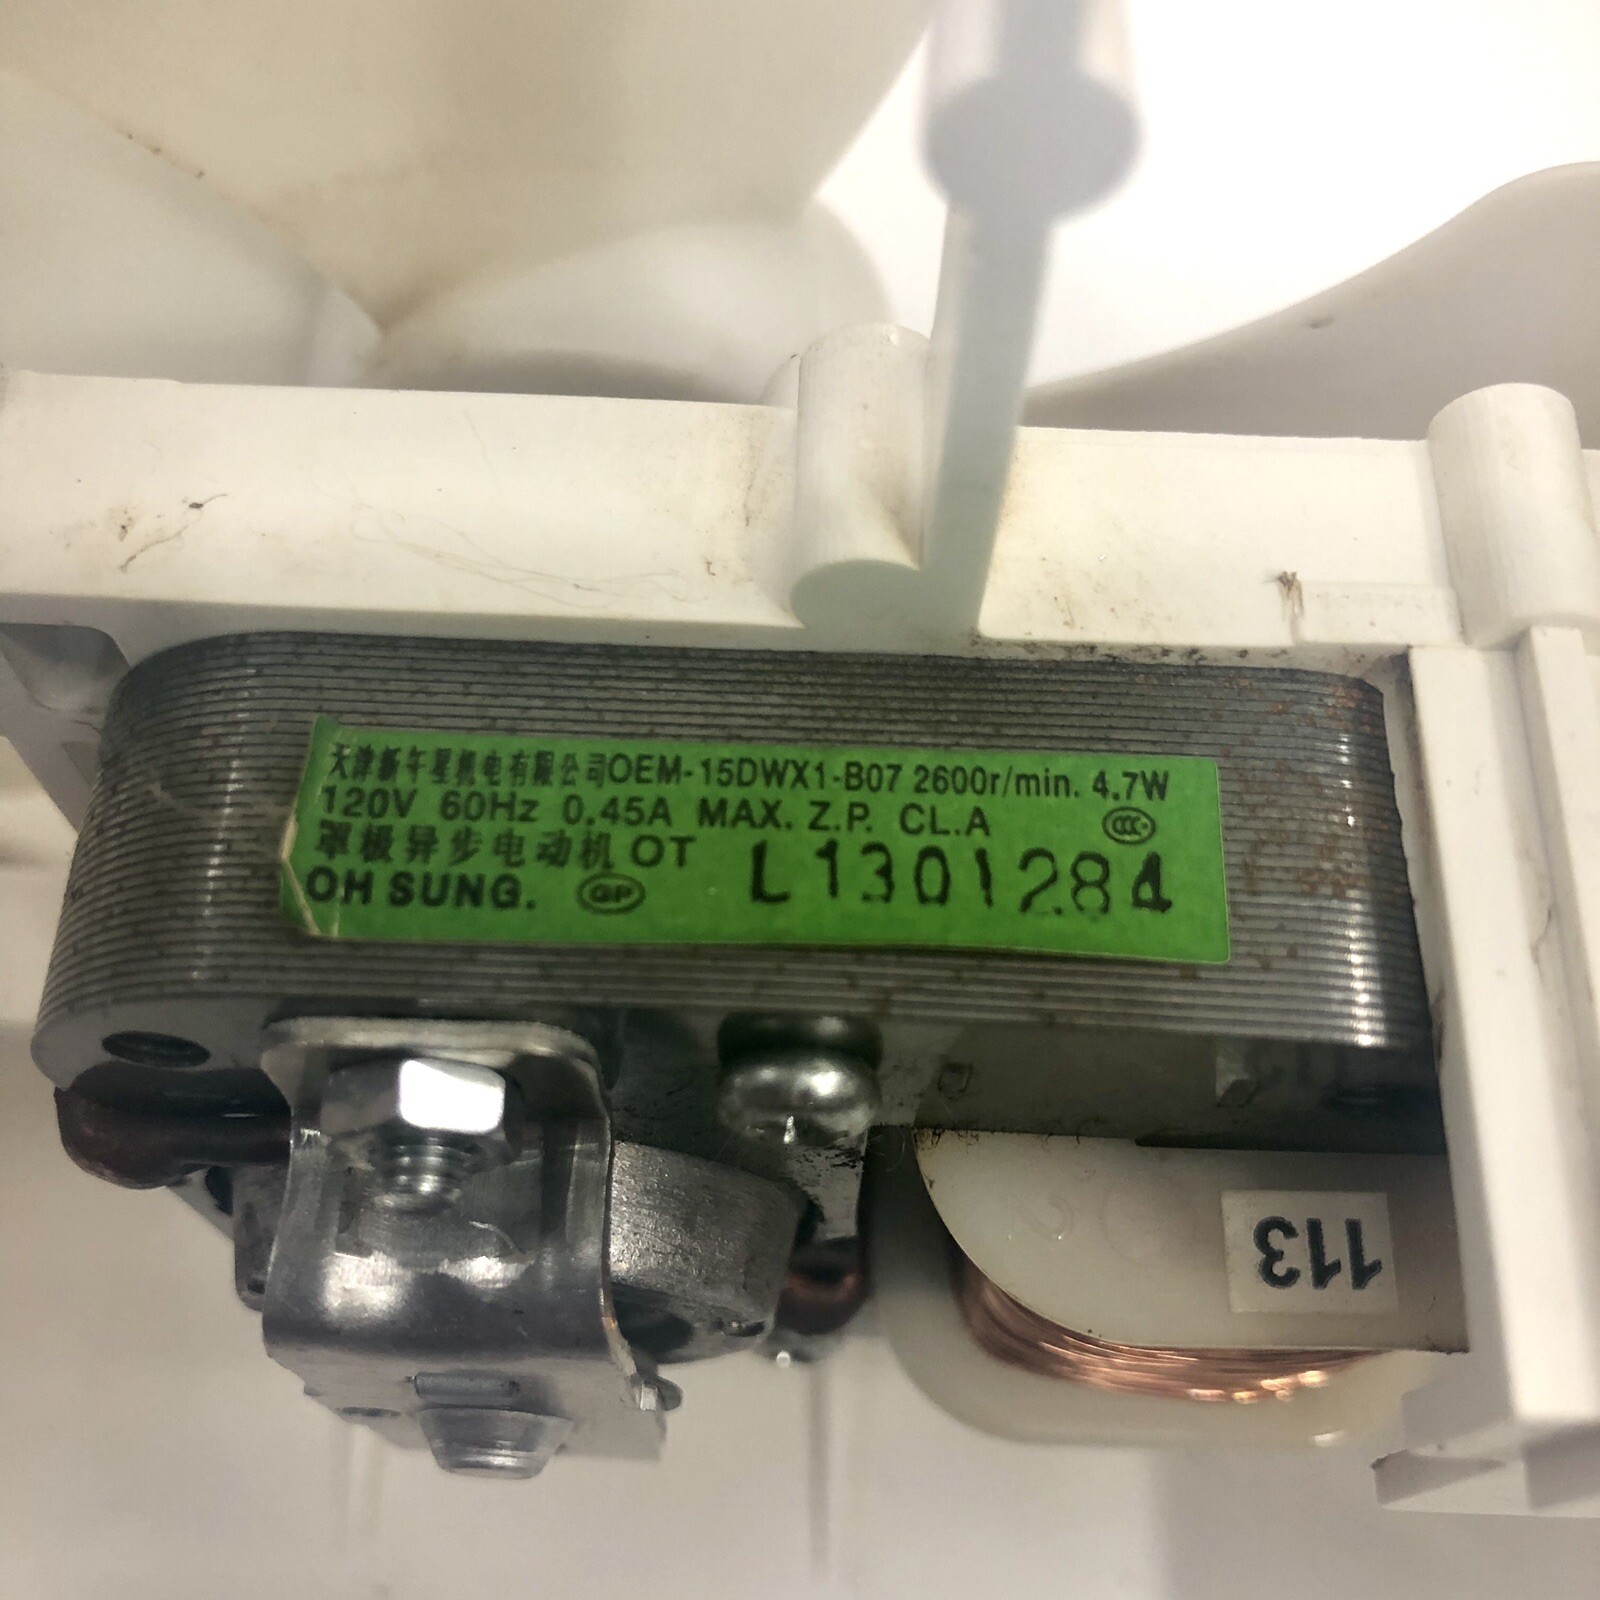 天津新午星机电有限公司OEM-15DWX1-B07 2600r/min. 4.7W
120V 60Hz 0.45A MAX. Z.P. CL.A CCC
罩极异步电动机 OT L1301284
OH SUNG. GP
113